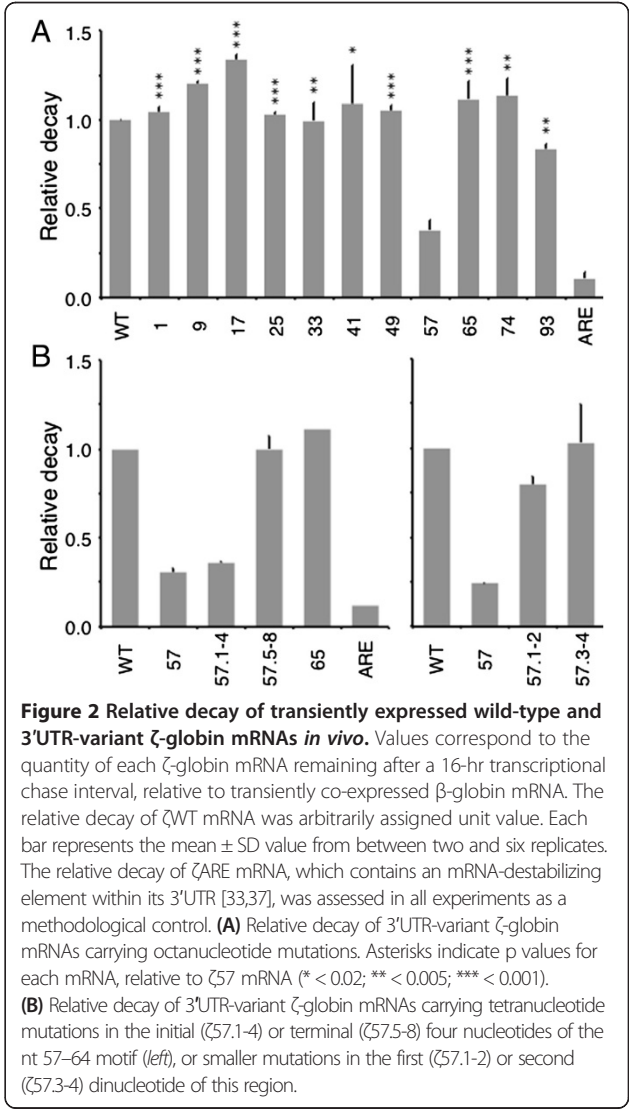 A
Relative decay
1.5
1.0
0.5
0.0
*** *** *** *** ** * *** *** ** **
WT 1 9 17 25 33 41 49 57 65 74 93 ARE
B
Relative decay
1.5
1.0
0.5
0.0
WT 57 57.1-4 57.5-8 65 ARE
WT 57 57.1-2 57.3-4
Figure 2 Relative decay of transiently expressed wild-type and
3′UTR-variant ζ-globin mRNAs in vivo. Values correspond to the
quantity of each ζ-globin mRNA remaining after a 16-hr transcriptional
chase interval, relative to transiently co-expressed β-globin mRNA. The
relative decay of ζWT mRNA was arbitrarily assigned unit value. Each
bar represents the mean ± SD value from between two and six replicates.
The relative decay of ζARE mRNA, which contains an mRNA-destabilizing
element within its 3′UTR [33,37], was assessed in all experiments as a
methodological control. (A) Relative decay of 3′UTR-variant ζ-globin
mRNAs carrying octanucleotide mutations. Asterisks indicate p values for
each mRNA, relative to ζ57 mRNA (* < 0.02; ** < 0.005; *** < 0.001).
(B) Relative decay of 3′UTR-variant ζ-globin mRNAs carrying tetranucleotide
mutations in the initial (ζ57.1-4) or terminal (ζ57.5-8) four nucleotides of the
nt 57–64 motif (left), or smaller mutations in the first (ζ57.1-2) or second
(ζ57.3-4) dinucleotide of this region.